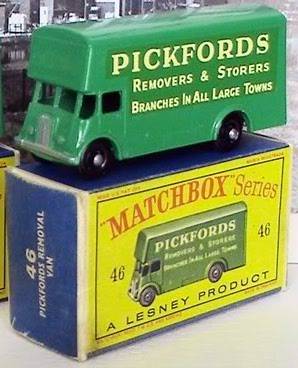 PICKFORDS
REMOVERS & STORERS
BRANCHES IN ALL LARGE TOWNS
"MATCHBOX" Series
PICKFORDS
REMOVERS & STORERS
BRANCHES IN ALL LARGE TOWNS
46
46
A LESNEY PRODUCT
46
PICKFORDS REMOVAL
VAN